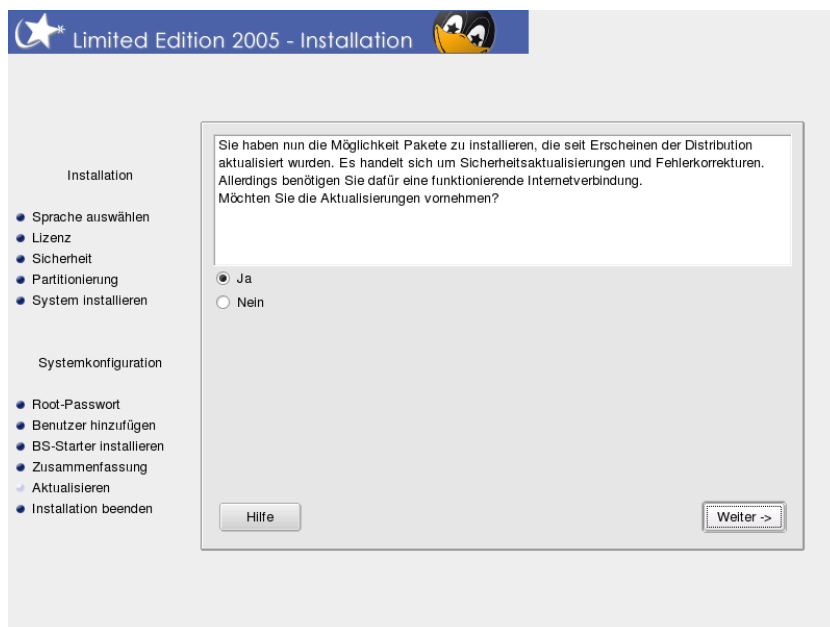 Limited Edition 2005 - Installation
Installation
Sprache auswählen
Lizenz
Sicherheit
Partitionierung
System installieren
Systemkonfiguration
Root-Passwort
Benutzer hinzufügen
BS-Starter installieren
Zusammenfassung
Aktualisieren
Installation beenden
Sie haben nun die Möglichkeit Pakete zu installieren, die seit Erscheinen der Distribution
aktualisiert wurden. Es handelt sich um Sicherheitsaktualisierungen und Fehlerkorrekturen.
Allerdings benötigen Sie dafür eine funktionierende Internetverbindung.
Möchten Sie die Aktualisierungen vornehmen?
Ja
Nein
Hilfe
Weiter ->